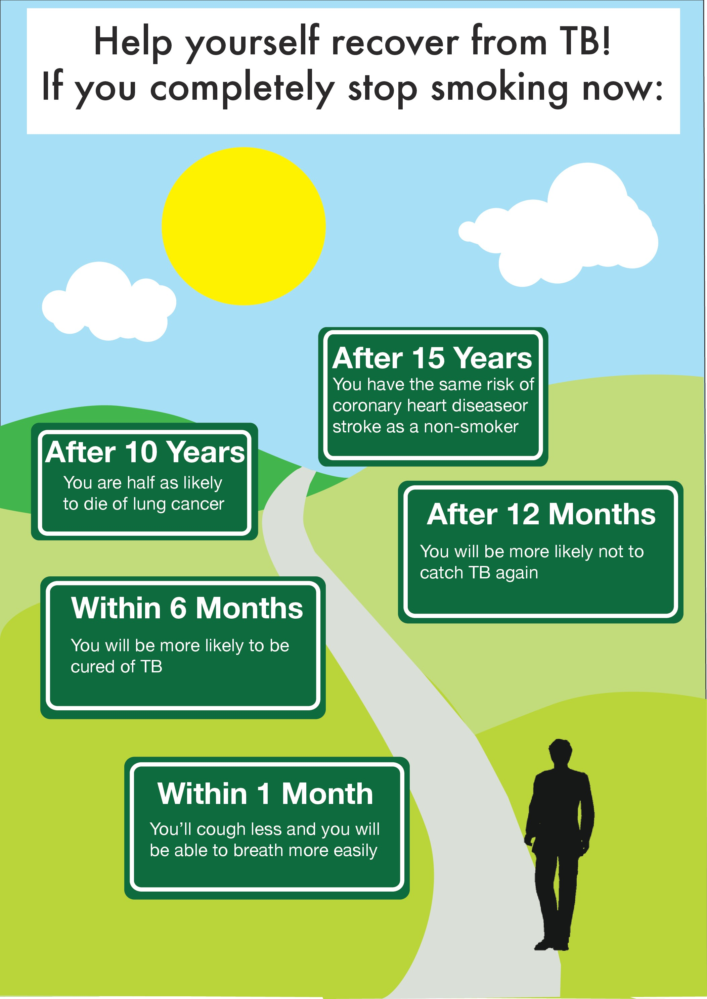 Help yourself recover from TB!
If you completely stop smoking now:
After 15 Years
You have the same risk of
coronary heart diseaseor
stroke as a non-smoker
After 10 Years
You are half as likely
to die of lung cancer
After 12 Months
You will be more likely not to
catch TB again
Within 6 Months
You will be more likely to be
cured of TB
Within 1 Month
You’ll cough less and you will
be able to breath more easily